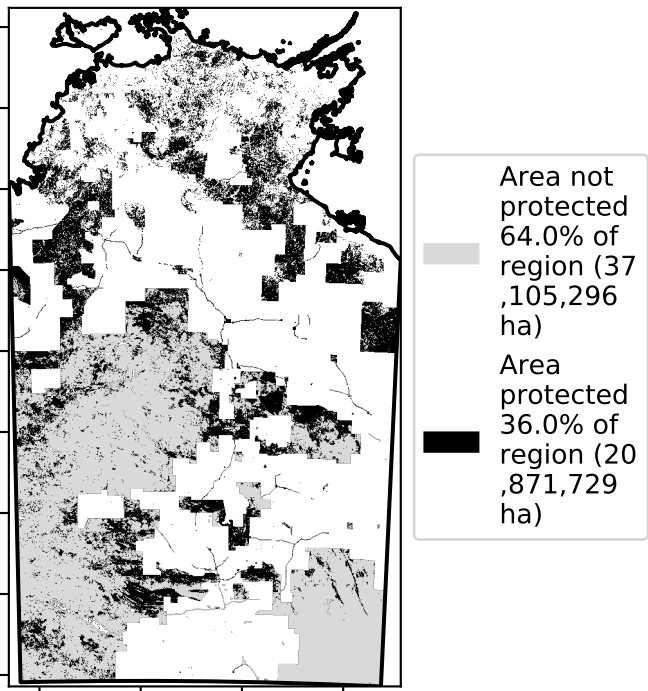 Area not
protected
64.0% of
region (37
,105,296
ha)
Area
protected
36.0% of
region (20
,871,729
ha)